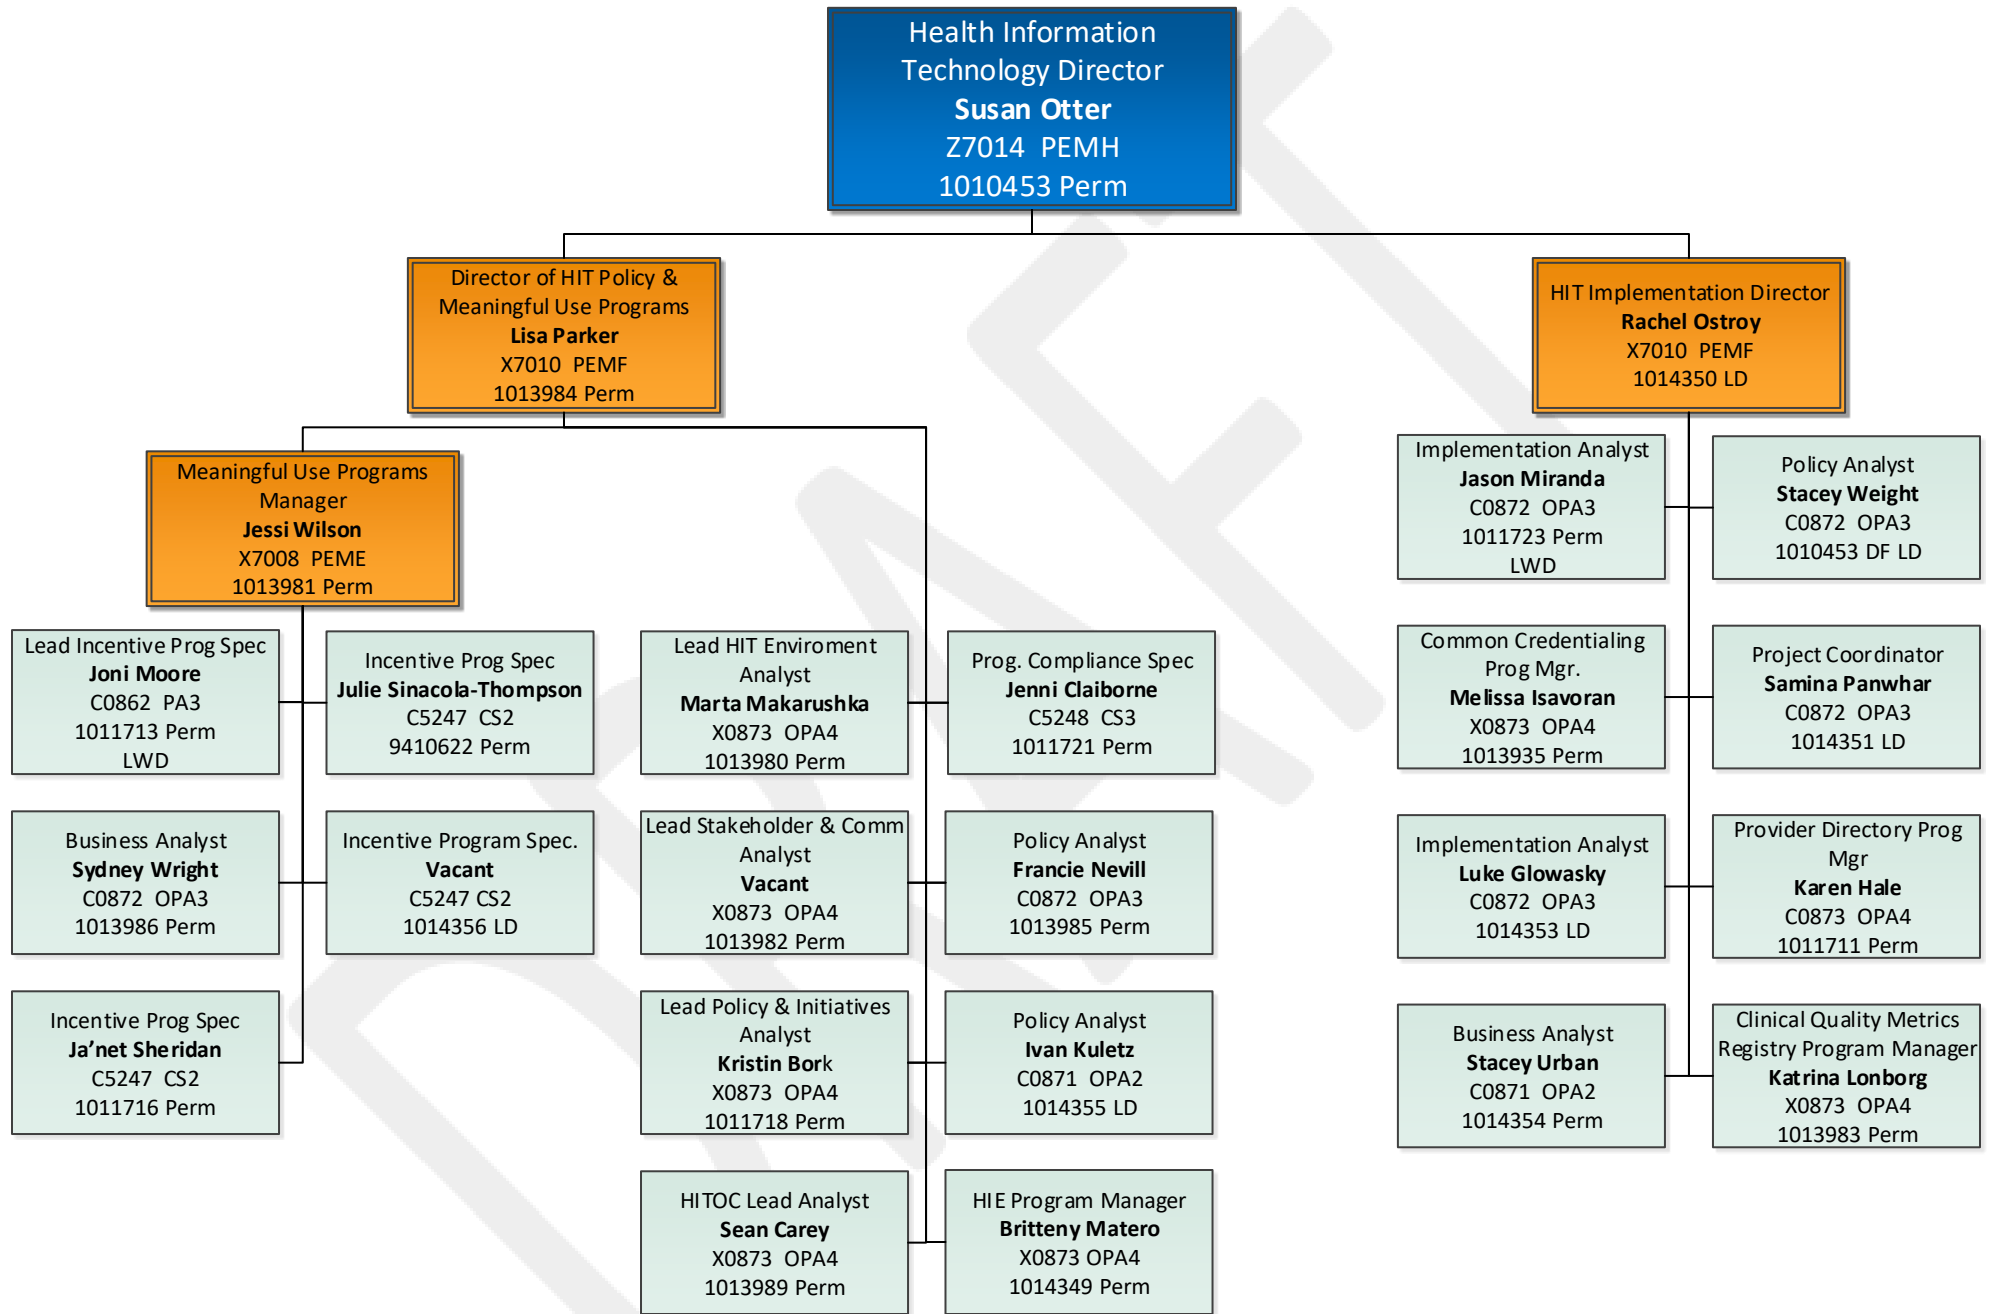 Health Information
Technology Director
Susan Otter
Z7014  PEMH
1010453 Perm
Director of HIT Policy &
Meaningful Use Programs
Lisa Parker
X7010  PEMF
1013984 Perm
HIT Implementation Director
Rachel Ostroy
X7010  PEMF
1014350 LD
Meaningful Use Programs
Manager
Jessi Wilson
X7008  PEME
1013981 Perm
Lead Incentive Prog Spec
Joni Moore
C0862  PA3
1011713 Perm
LWD
Incentive Prog Spec
Julie Sinacola-Thompson
C5247  CS2
9410622 Perm
Business Analyst
Sydney Wright
C0872  OPA3
1013986 Perm
Incentive Program Spec.
Vacant
C5247 CS2
1014356 LD
Incentive Prog Spec
Ja’net Sheridan
C5247  CS2
1011716 Perm
Lead HIT Enviroment
Analyst
Marta Makarushka
X0873  OPA4
1013980 Perm
Prog. Compliance Spec
Jenni Claiborne
C5248  CS3
1011721 Perm
Lead Stakeholder & Comm
Analyst
Vacant
X0873  OPA4
1013982 Perm
Policy Analyst
Francie Nevill
C0872  OPA3
1013985 Perm
Lead Policy & Initiatives
Analyst
Kristin Bork
X0873  OPA4
1011718 Perm
Policy Analyst
Ivan Kuletz
C0871  OPA2
1014355 LD
HITOC Lead Analyst
Sean Carey
X0873  OPA4
1013989 Perm
HIE Program Manager
Britteny Matero
X0873 OPA4
1014349 Perm
Implementation Analyst
Jason Miranda
C0872  OPA3
1011723 Perm
LWD
Policy Analyst
Stacey Weight
C0872  OPA3
1010453 DF LD
Common Credentialing
Prog Mgr.
Melissa Isavoran
X0873  OPA4
1013935 Perm
Project Coordinator
Samina Panwhar
C0872  OPA3
1014351 LD
Implementation Analyst
Luke Glowasky
C0872  OPA3
1014353 LD
Provider Directory Prog
Mgr
Karen Hale
C0873  OPA4
1011711 Perm
Business Analyst
Stacey Urban
C0871  OPA2
1014354 Perm
Clinical Quality Metrics
Registry Program Manager
Katrina Lonborg
X0873  OPA4
1013983 Perm
DRAFT